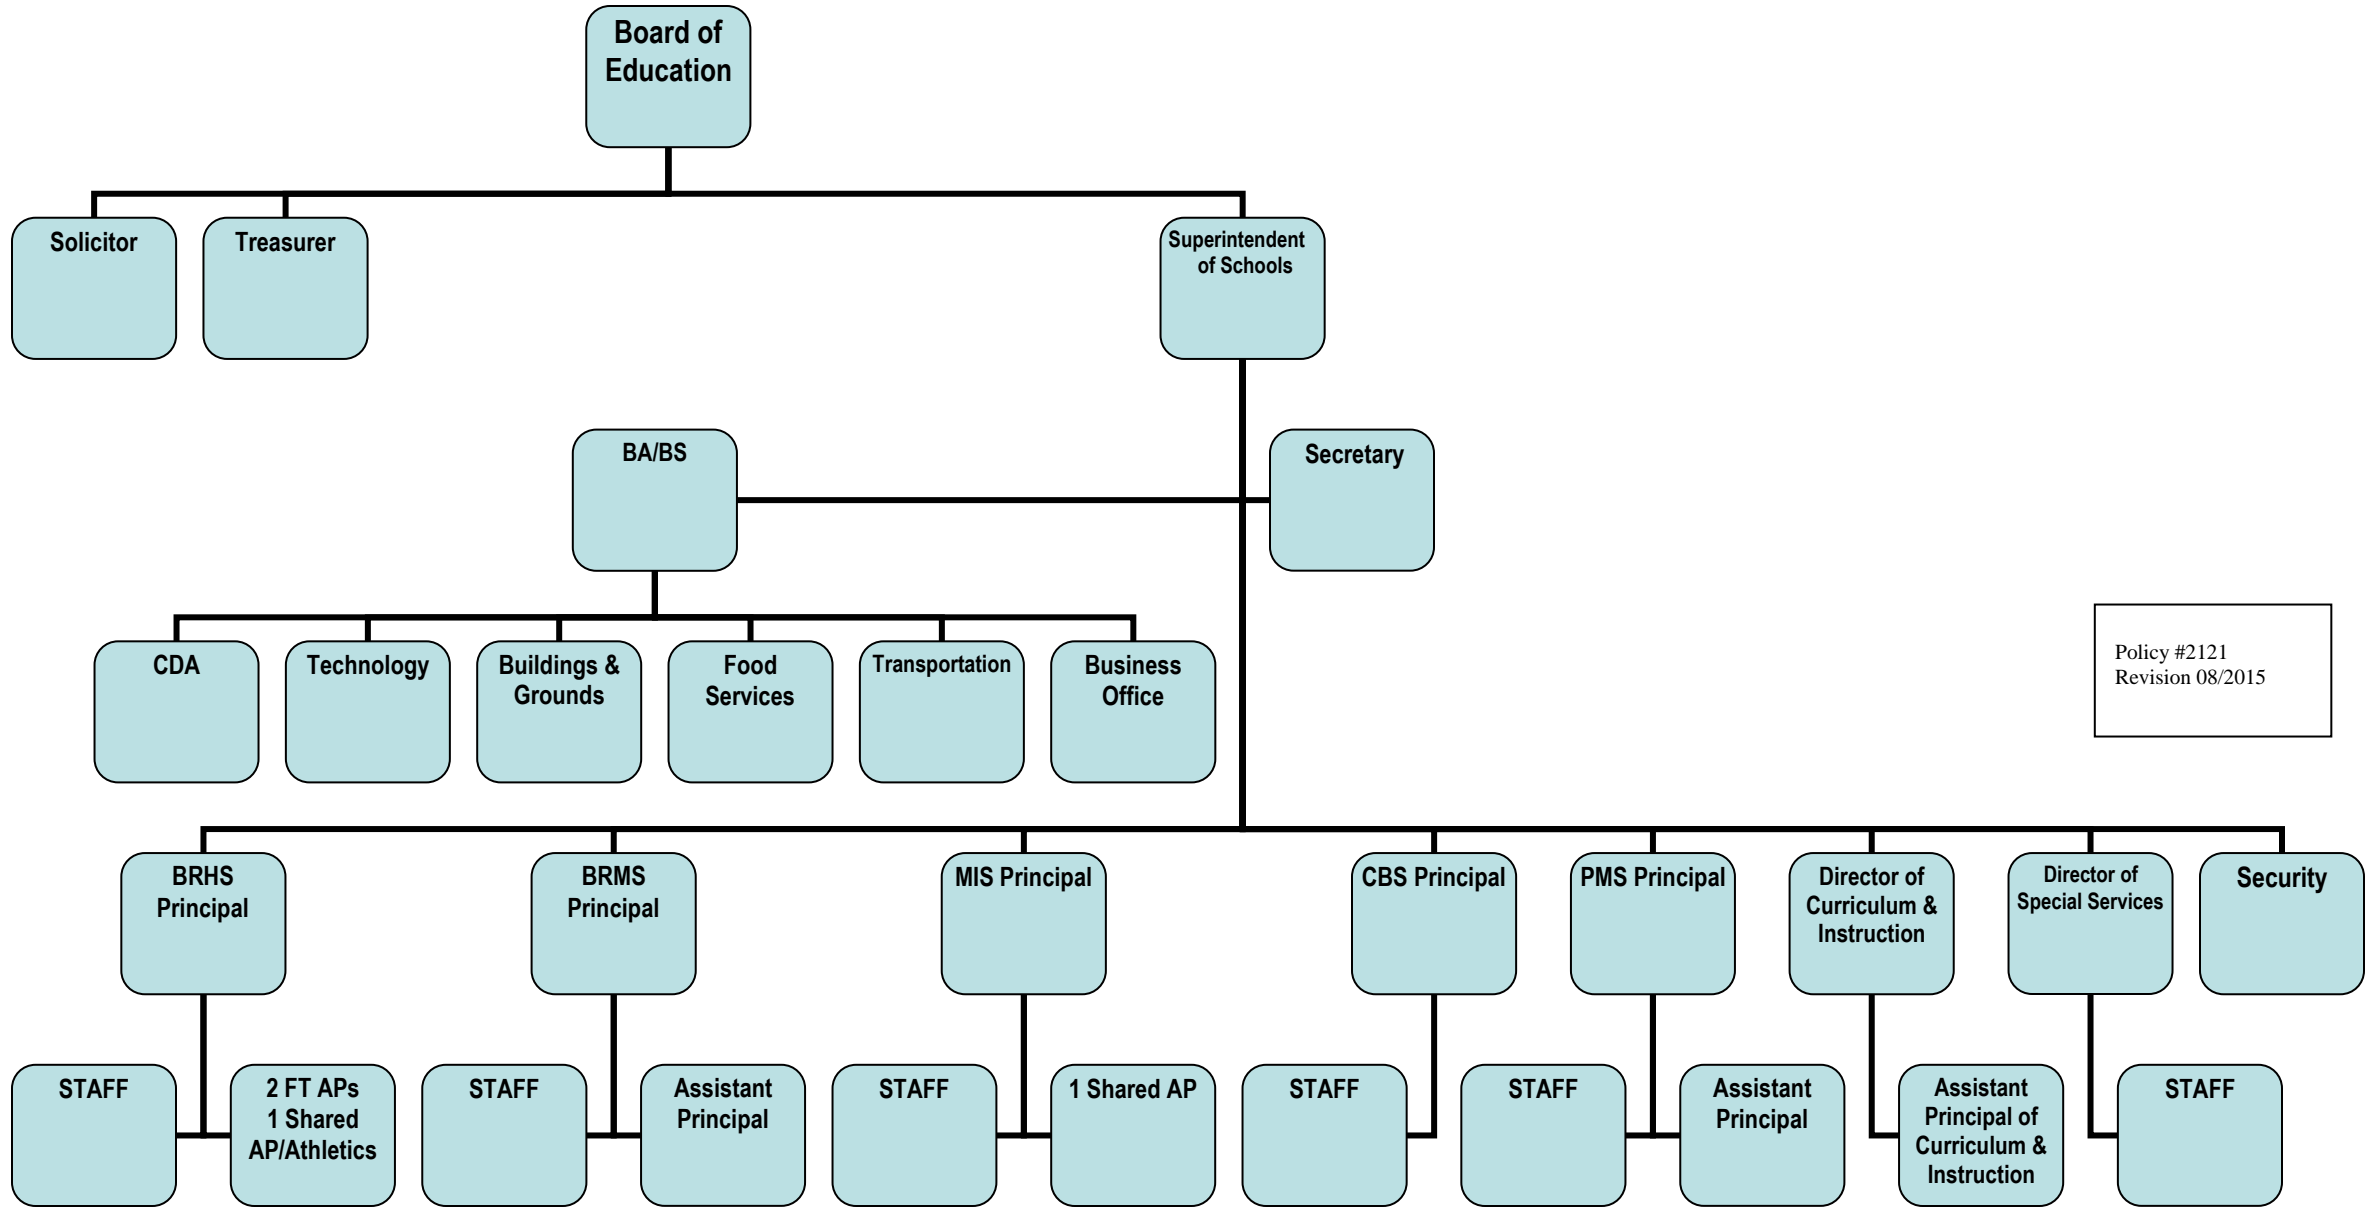 Board of
Education
Solicitor
Treasurer
Superintendent
of Schools
BA/BS
Secretary
CDA
Technology
Buildings &
Grounds
Food
Services
Transportation
Business
Office
Policy #2121
Revision 08/2015
BRHS
Principal
BRMS
Principal
MIS Principal
CBS Principal
PMS Principal
Director of
Curriculum &
Instruction
Director of
Special Services
Security
STAFF
2 FT APs
1 Shared
AP/Athletics
STAFF
Assistant
Principal
STAFF
1 Shared AP
STAFF
STAFF
Assistant
Principal
Assistant
Principal of
Curriculum &
Instruction
STAFF